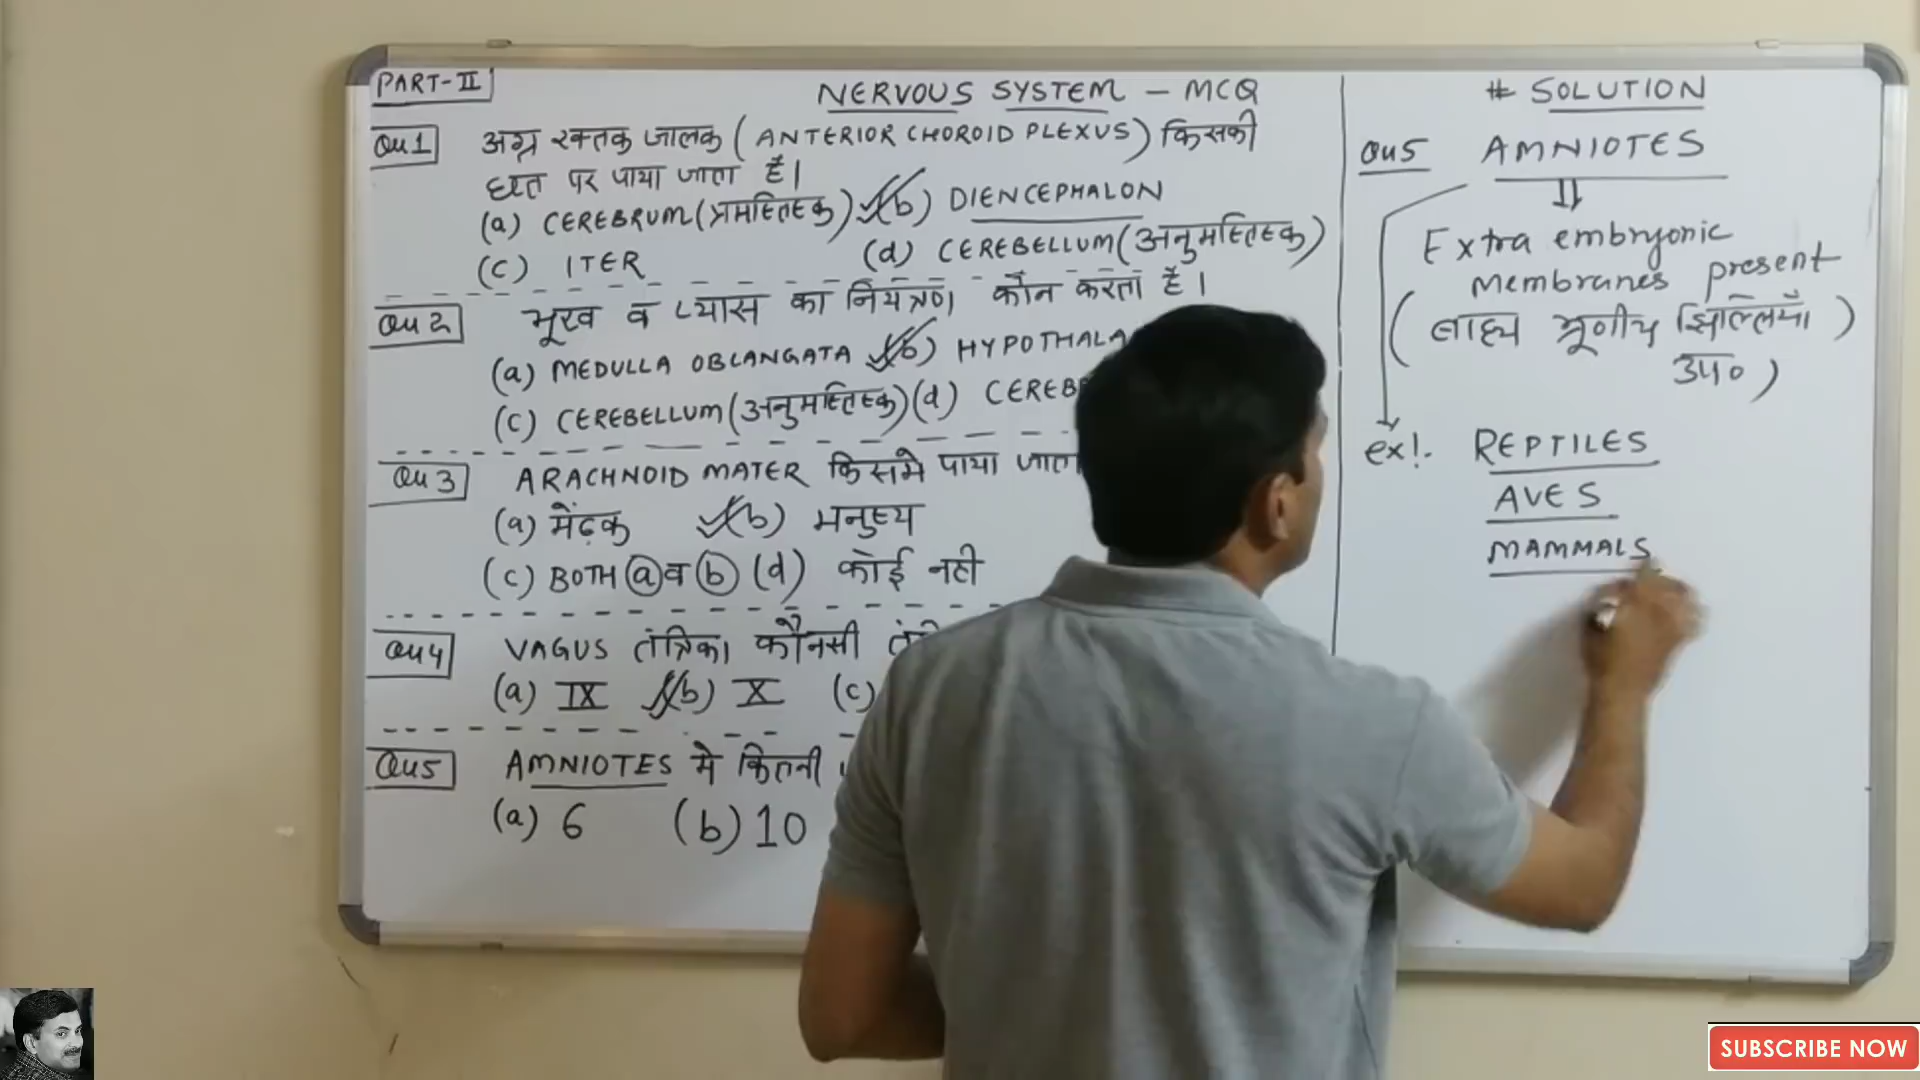 PART-II
NERVOUS SYSTEM - MCQ
Qu1 अग्र रक्तक जालक (ANTERIOR CHOROID PLEXUS) किसकी
छत पर पाया जाता है।
(a) CEREBRUM (प्रमस्तिष्क) (b) DIENCEPHALON
(c) ITER (d) CEREBELLUM (अनुमस्तिष्क)
Qu2 भूख व प्यास का नियंत्रण कौन करता है।
(a) MEDULLA OBLANGATA (b) HYPOTHALA
(c) CEREBELLUM (अनुमस्तिष्क) (d) CEREB
Qu3 ARACHNOID MATER किसमे पाया जाता
(a) मेंढ़क (b) मनुष्य
(c) BOTH (a) व (b) (d) कोई नही
Qu4 VAGUS तंत्रिका कौनसी
(a) IX (b) X (c)
Qu5 AMNIOTES मे कितनी
(a) 6 (b) 10
# SOLUTION
Qu5 AMNIOTES
Extra embryonic
membranes present
(बाह्य भ्रूणीय झिल्लियाँ
उप०)
ex!- REPTILES
AVES
MAMMALS
SUBSCRIBE NOW